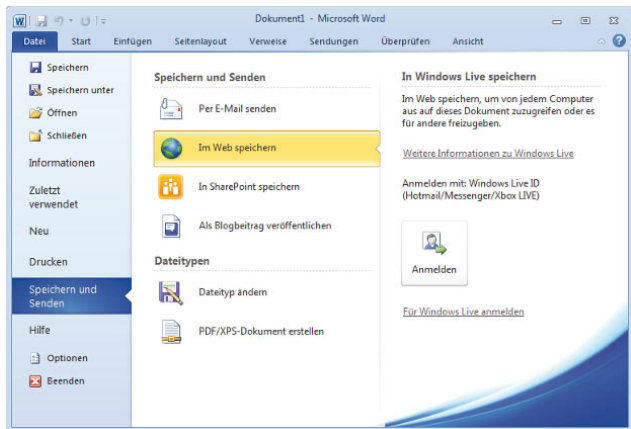 Dokument1 - Microsoft Word
Datei Start Einfügen Seitenlayout Verweise Sendungen Überprüfen Ansicht
Speichern
Speichern unter
Öffnen
Schließen
Informationen
Zuletzt
verwendet
Neu
Drucken
Speichern und
Senden
Hilfe
Optionen
Beenden
Speichern und Senden
Per E-Mail senden
Im Web speichern
In SharePoint speichern
Als Blogbeitrag veröffentlichen
Dateitypen
Dateityp ändern
PDF/XPS-Dokument erstellen
In Windows Live speichern
Im Web speichern, um von jedem Computer
aus auf dieses Dokument zuzugreifen oder es
für andere freizugeben.
Weitere Informationen zu Windows Live
Anmelden mit: Windows Live ID
(Hotmail/Messenger/Xbox LIVE)
Anmelden
Für Windows Live anmelden